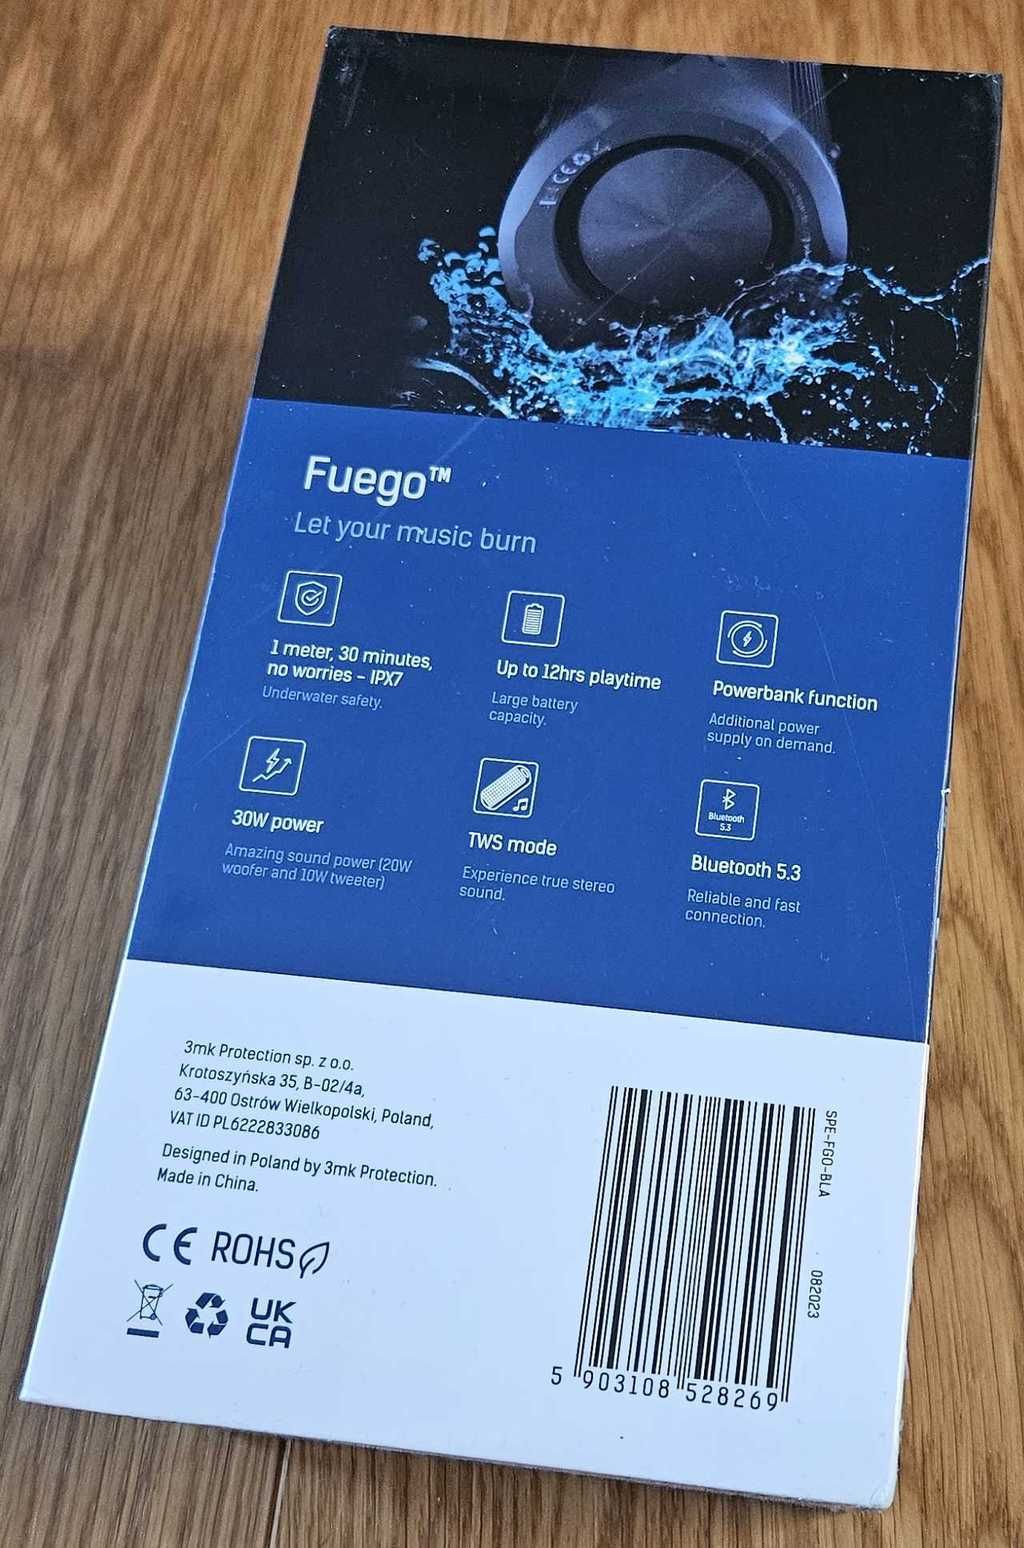 CE
Fuego™
Let your music burn
1 meter, 30 minutes,
no worries – IPX7
Underwater safety.
Up to 12hrs playtime
Large battery
capacity.
Powerbank function
Additional power
supply on demand.
30W power
Amazing sound power (20W
woofer and 10W tweeter)
TWS mode
Experience true stereo
sound.
Bluetooth
5.3
Bluetooth 5.3
Reliable and fast
connection.
3mk Protection sp. z o.o.
Krotoszyńska 35, B-02/4a,
63-400 Ostrów Wielkopolski, Poland,
VAT ID PL6222833086
Designed in Poland by 3mk Protection.
Made in China.
CE ROHS
UK
CA
SPE-FGO-BLA
082023
5 903108 528269